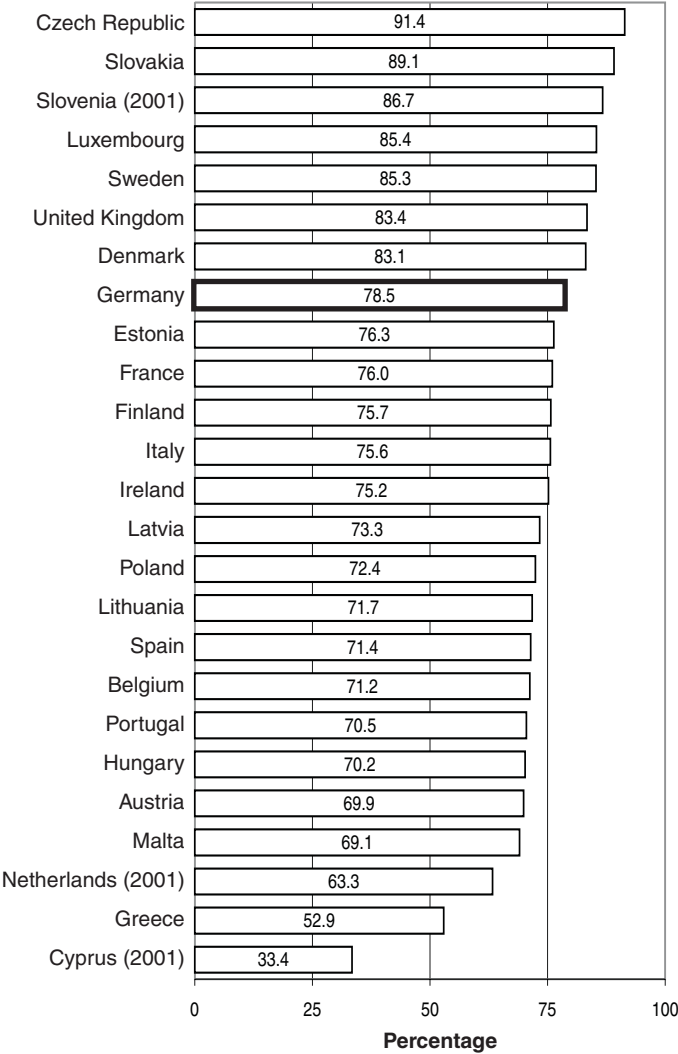 Czech Republic 91.4
Slovakia 89.1
Slovenia (2001) 86.7
Luxembourg 85.4
Sweden 85.3
United Kingdom 83.4
Denmark 83.1
Germany 78.5
Estonia 76.3
France 76.0
Finland 75.7
Italy 75.6
Ireland 75.2
Latvia 73.3
Poland 72.4
Lithuania 71.7
Spain 71.4
Belgium 71.2
Portugal 70.5
Hungary 70.2
Austria 69.9
Malta 69.1
Netherlands (2001) 63.3
Greece 52.9
Cyprus (2001) 33.4
0 25 50 75 100
Percentage